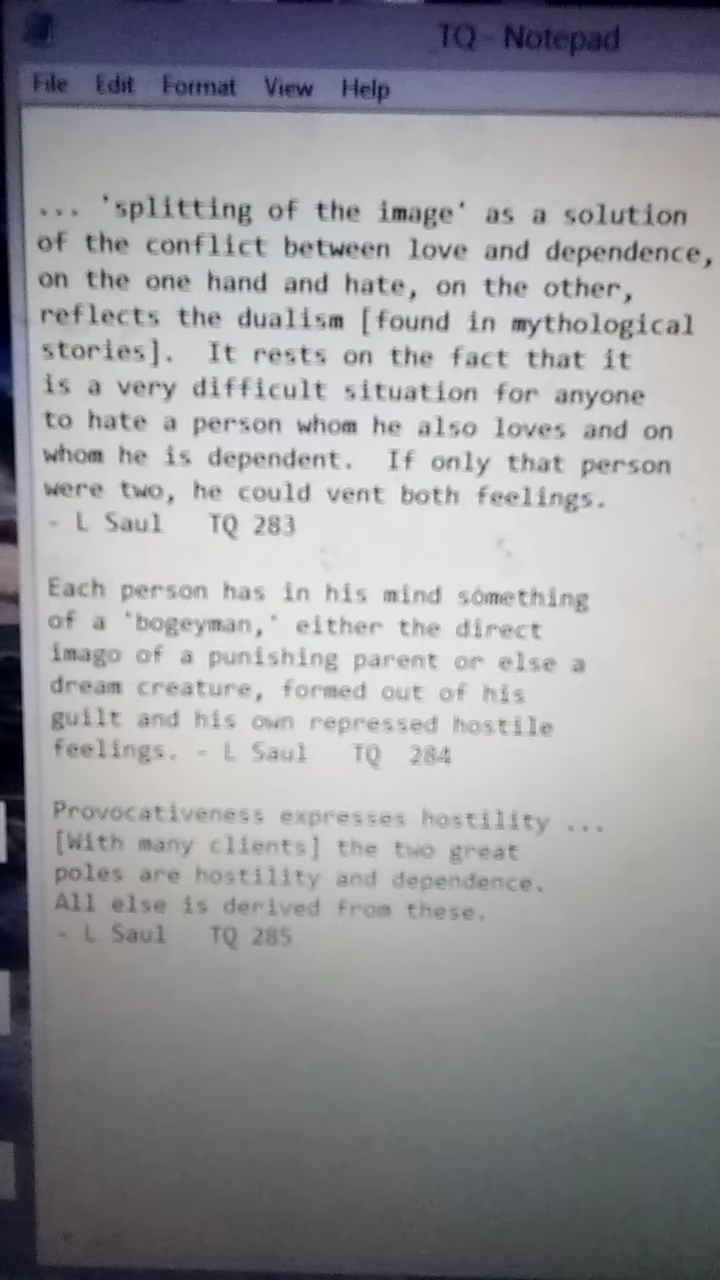 TQ - Notepad
File Edit Format View Help
... 'splitting of the image' as a solution
of the conflict between love and dependence,
on the one hand and hate, on the other,
reflects the dualism [found in mythological
stories].  It rests on the fact that it
is a very difficult situation for anyone
to hate a person whom he also loves and on
whom he is dependent.  If only that person
were two, he could vent both feelings.
- L Saul   TQ 283
Each person has in his mind something
of a 'bogeyman,' either the direct
imago of a punishing parent or else a
dream creature, formed out of his
guilt and his own repressed hostile
feelings. - L Saul   TQ  284
Provocativeness expresses hostility ...
[With many clients] the two great
poles are hostility and dependence.
All else is derived from these.
- L Saul   TQ 285